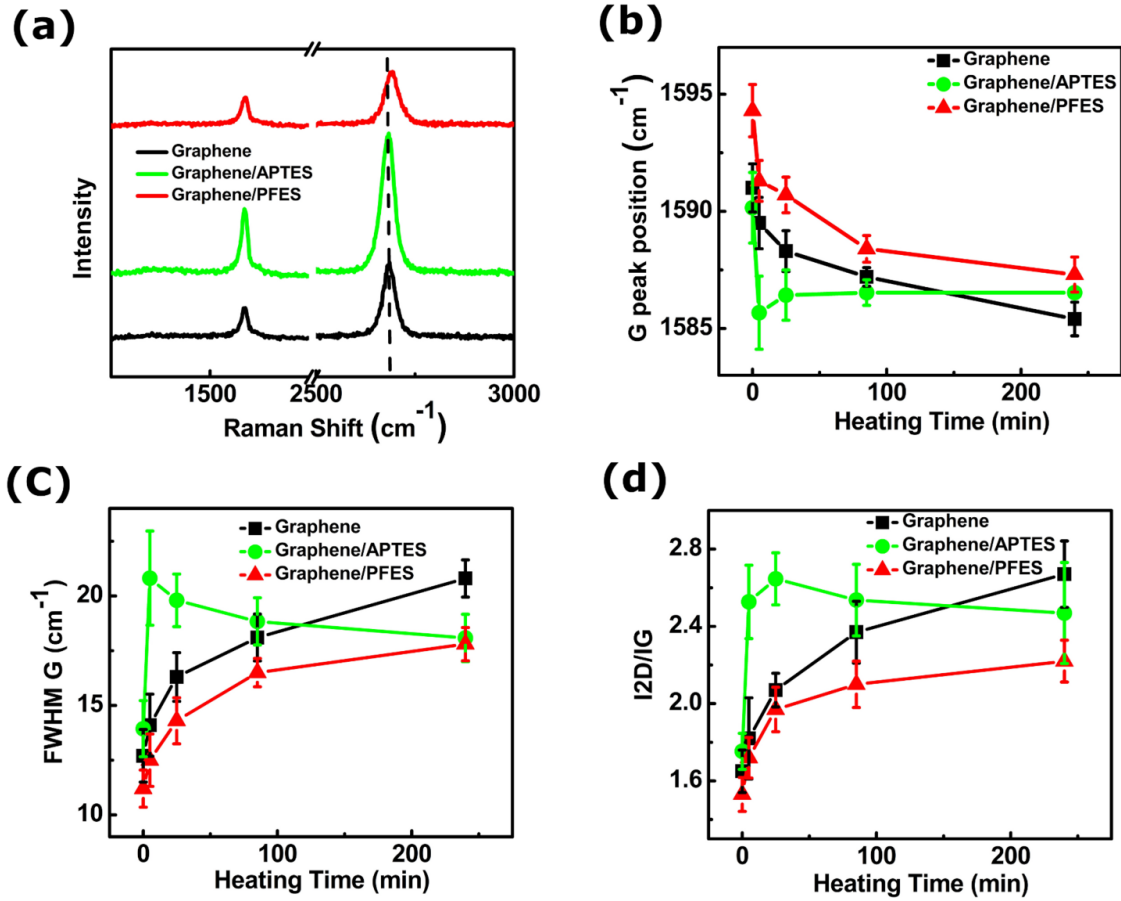 (a)
Graphene
Graphene/APTES
Graphene/PFES
Intensity
1500
2500
3000
Raman Shift (cm-1)
(b)
Graphene
Graphene/APTES
Graphene/PFES
G peak position (cm-1)
1595
1590
1585
0
100
200
Heating Time (min)
(C)
Graphene
Graphene/APTES
Graphene/PFES
FWHM G (cm-1)
20
15
10
0
100
200
Heating Time (min)
(d)
Graphene
Graphene/APTES
Graphene/PFES
I2D/IG
2.8
2.4
2.0
1.6
0
100
200
Heating Time (min)